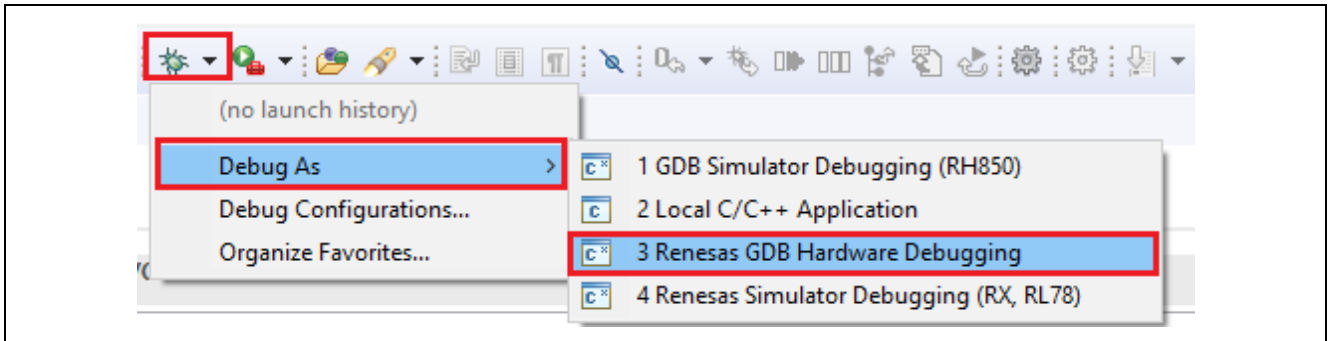 (no launch history)
Debug As
Debug Configurations...
Organize Favorites...
1 GDB Simulator Debugging (RH850)
2 Local C/C++ Application
3 Renesas GDB Hardware Debugging
4 Renesas Simulator Debugging (RX, RL78)